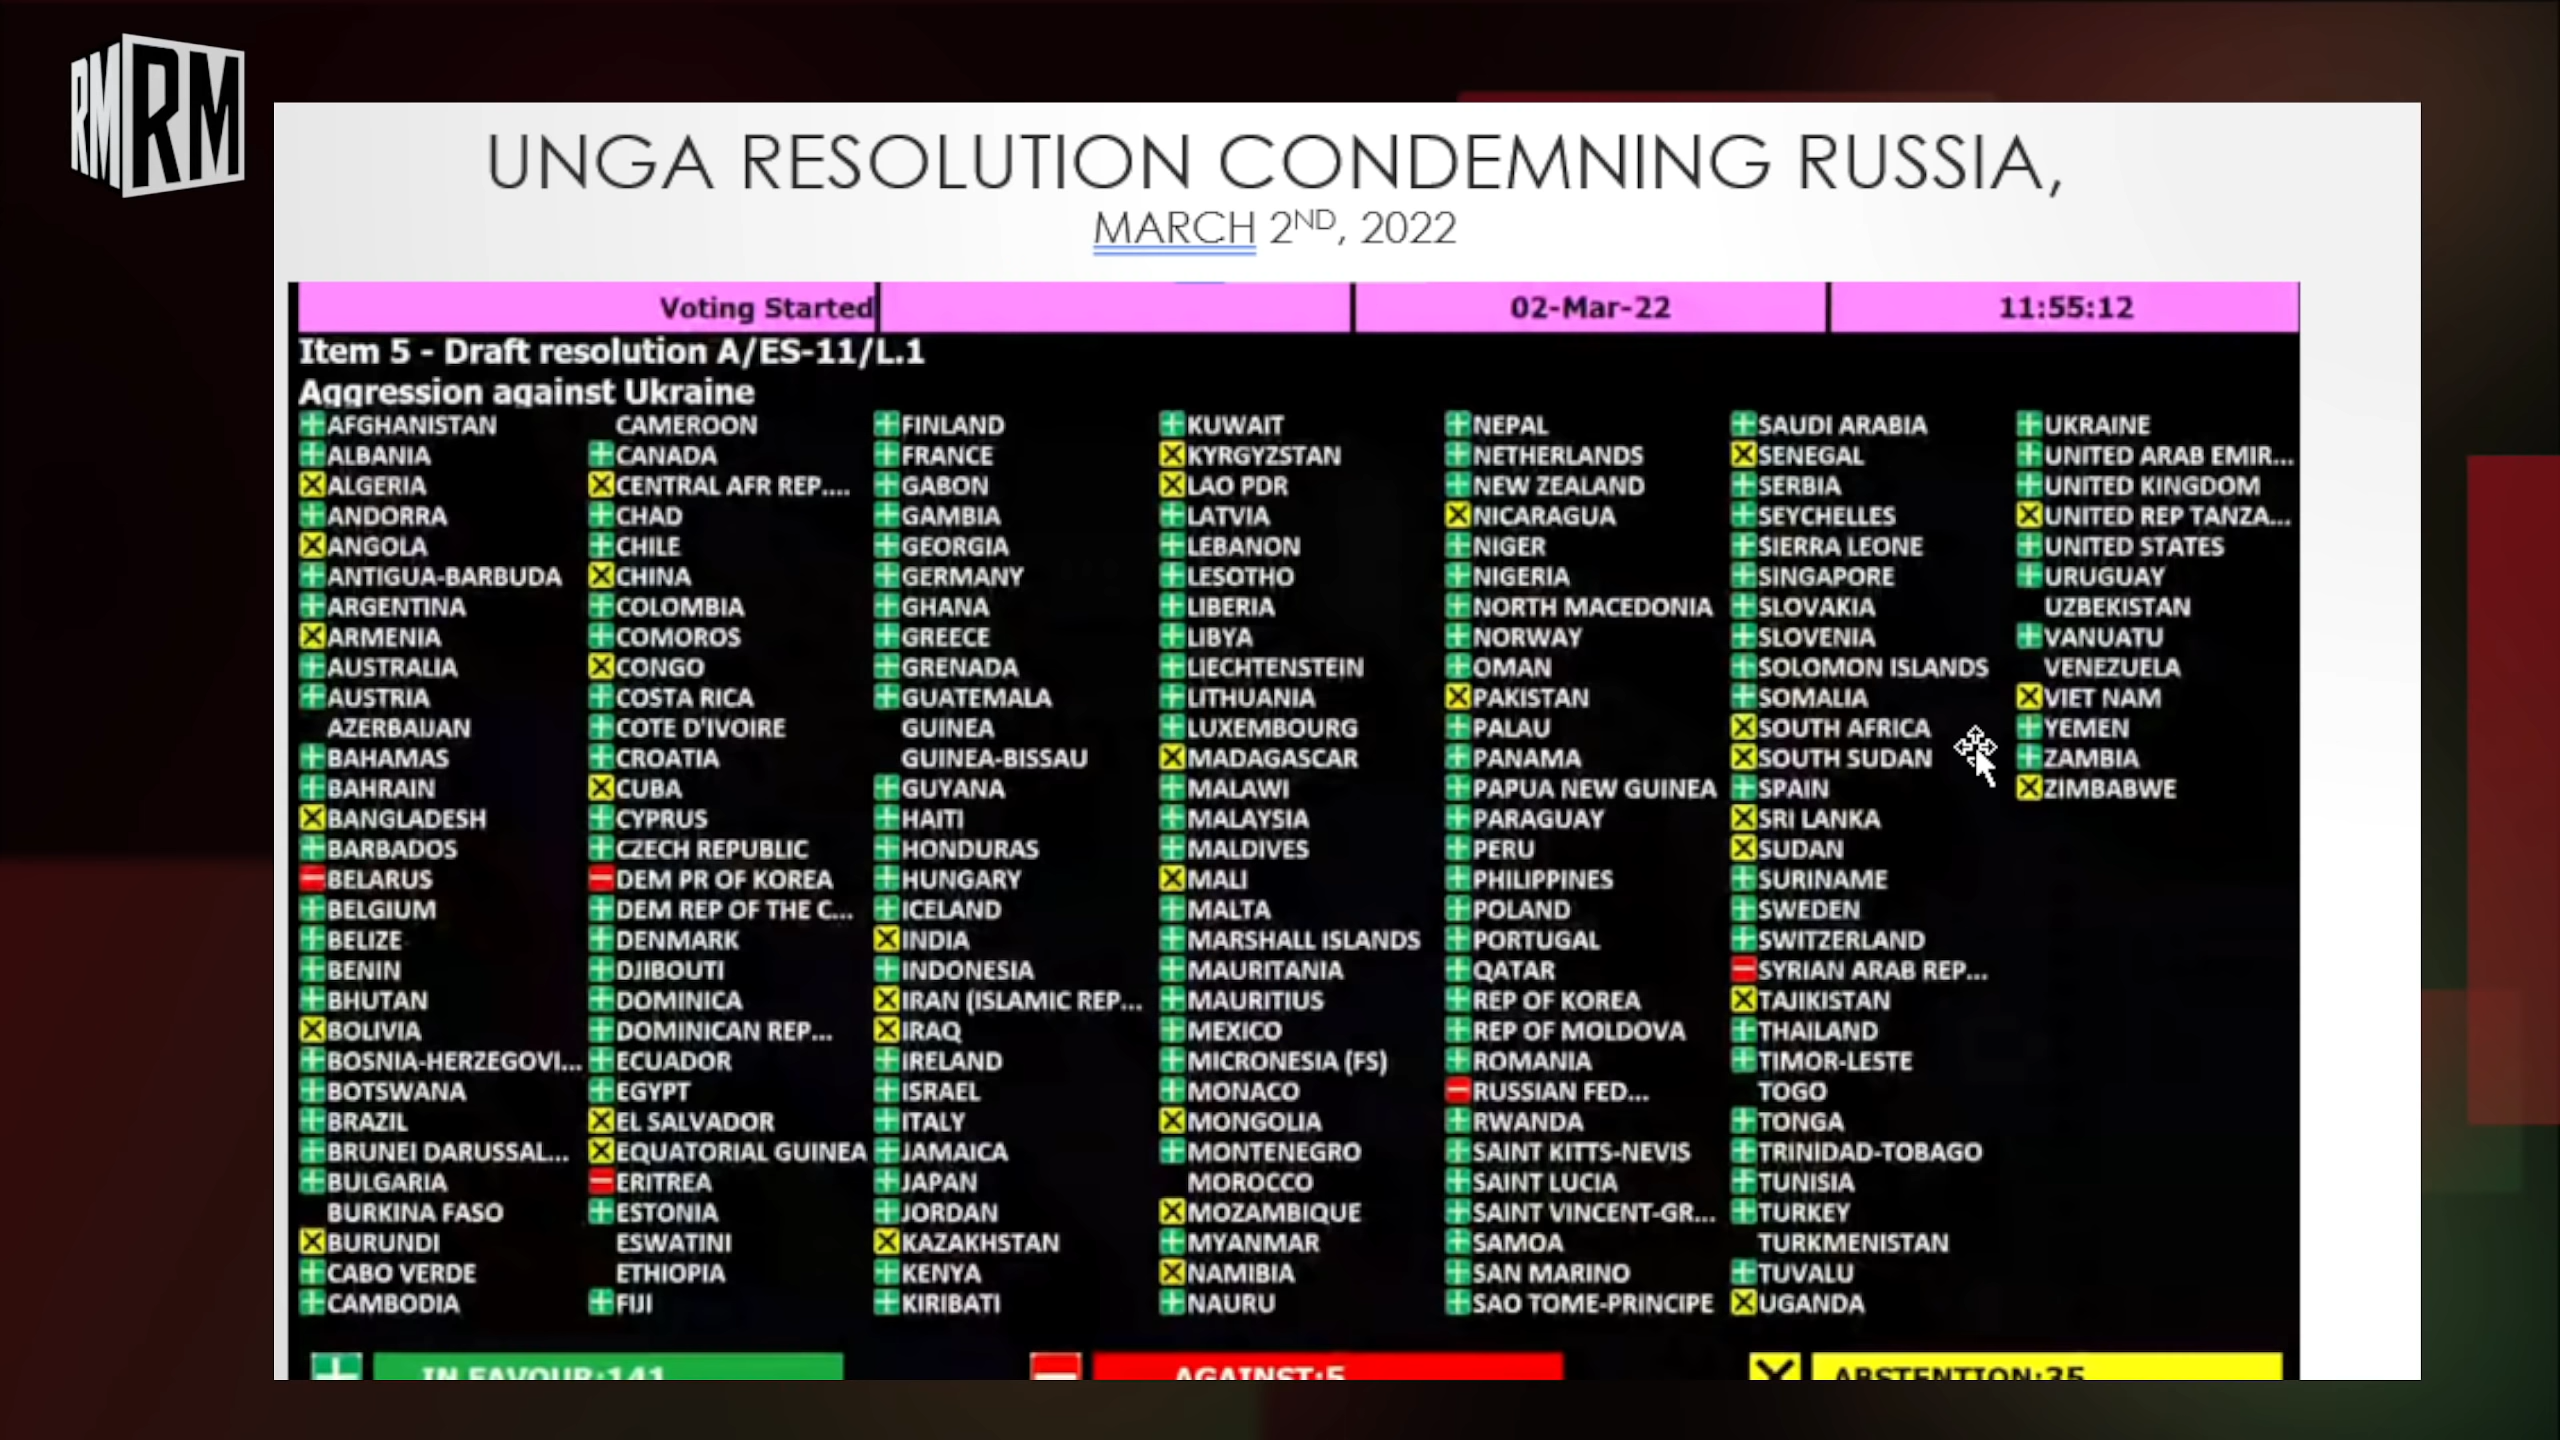 RM RM
UNGA RESOLUTION CONDEMNING RUSSIA,
MARCH 2ND, 2022
Voting Started 02-Mar-22 11:55:12
Item 5 - Draft resolution A/ES-11/L.1
Aggression against Ukraine
AFGHANISTAN CAMEROON FINLAND KUWAIT NEPAL SAUDI ARABIA UKRAINE
ALBANIA CANADA FRANCE KYRGYZSTAN NETHERLANDS SENEGAL UNITED ARAB EMIR...
ALGERIA CENTRAL AFR REP.... GABON LAO PDR NEW ZEALAND SERBIA UNITED KINGDOM
ANDORRA CHAD GAMBIA LATVIA NICARAGUA SEYCHELLES UNITED REP TANZA...
ANGOLA CHILE GEORGIA LEBANON NIGER SIERRA LEONE UNITED STATES
ANTIGUA-BARBUDA CHINA GERMANY LESOTHO NIGERIA SINGAPORE URUGUAY
ARGENTINA COLOMBIA GHANA LIBERIA NORTH MACEDONIA SLOVAKIA UZBEKISTAN
ARMENIA COMOROS GREECE LIBYA NORWAY SLOVENIA VANUATU
AUSTRALIA CONGO GRENADA LIECHTENSTEIN OMAN SOLOMON ISLANDS VENEZUELA
AUSTRIA COSTA RICA GUATEMALA LITHUANIA PAKISTAN SOMALIA VIET NAM
AZERBAIJAN COTE D'IVOIRE GUINEA LUXEMBOURG PALAU SOUTH AFRICA YEMEN
BAHAMAS CROATIA GUINEA-BISSAU MADAGASCAR PANAMA SOUTH SUDAN ZAMBIA
BAHRAIN CUBA GUYANA MALAWI PAPUA NEW GUINEA SPAIN ZIMBABWE
BANGLADESH CYPRUS HAITI MALAYSIA PARAGUAY SRI LANKA
BARBADOS CZECH REPUBLIC HONDURAS MALDIVES PERU SUDAN
BELARUS DEM PR OF KOREA HUNGARY MALI PHILIPPINES SURINAME
BELGIUM DEM REP OF THE C... ICELAND MALTA POLAND SWEDEN
BELIZE DENMARK INDIA MARSHALL ISLANDS PORTUGAL SWITZERLAND
BENIN DJIBOUTI INDONESIA MAURITANIA QATAR SYRIAN ARAB REP...
BHUTAN DOMINICA IRAN (ISLAMIC REP... MAURITIUS REP OF KOREA TAJIKISTAN
BOLIVIA DOMINICAN REP... IRAQ MEXICO REP OF MOLDOVA THAILAND
BOSNIA-HERZEGOVI... ECUADOR IRELAND MICRONESIA (FS) ROMANIA TIMOR-LESTE
BOTSWANA EGYPT ISRAEL MONACO RUSSIAN FED... TOGO
BRAZIL EL SALVADOR ITALY MONGOLIA RWANDA TONGA
BRUNEI DARUSSAL... EQUATORIAL GUINEA JAMAICA MONTENEGRO SAINT KITTS-NEVIS TRINIDAD-TOBAGO
BULGARIA ERITREA JAPAN MOROCCO SAINT LUCIA TUNISIA
BURKINA FASO ESTONIA JORDAN MOZAMBIQUE SAINT VINCENT-GR... TURKEY
BURUNDI ESWATINI KAZAKHSTAN MYANMAR SAMOA TURKMENISTAN
CABO VERDE ETHIOPIA KENYA NAMIBIA SAN MARINO TUVALU
CAMBODIA FIJI KIRIBATI NAURU SAO TOME-PRINCIPE UGANDA
IN FAVOUR:141 AGAINST:5 ABSTENTION:35